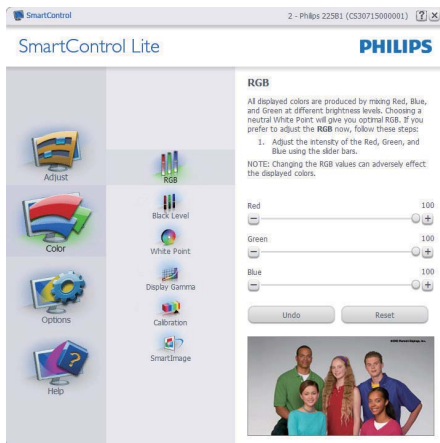 SmartControl
2 - Philips 225B1 (CS30715000001)
SmartControl Lite
PHILIPS
Adjust
Color
Options
Help
RGB
Black Level
White Point
Display Gamma
Calibration
SmartImage
RGB
All displayed colors are produced by mixing Red, Blue,
and Green at different brightness levels. Choosing a
neutral White Point will give you optimal RGB. If you
prefer to adjust the RGB now, follow these steps:
1. Adjust the intensity of the Red, Green, and
Blue using the slider bars.
NOTE: Changing the RGB values can adversely effect
the displayed colors.
Red 100
Green 100
Blue 100
Undo Reset